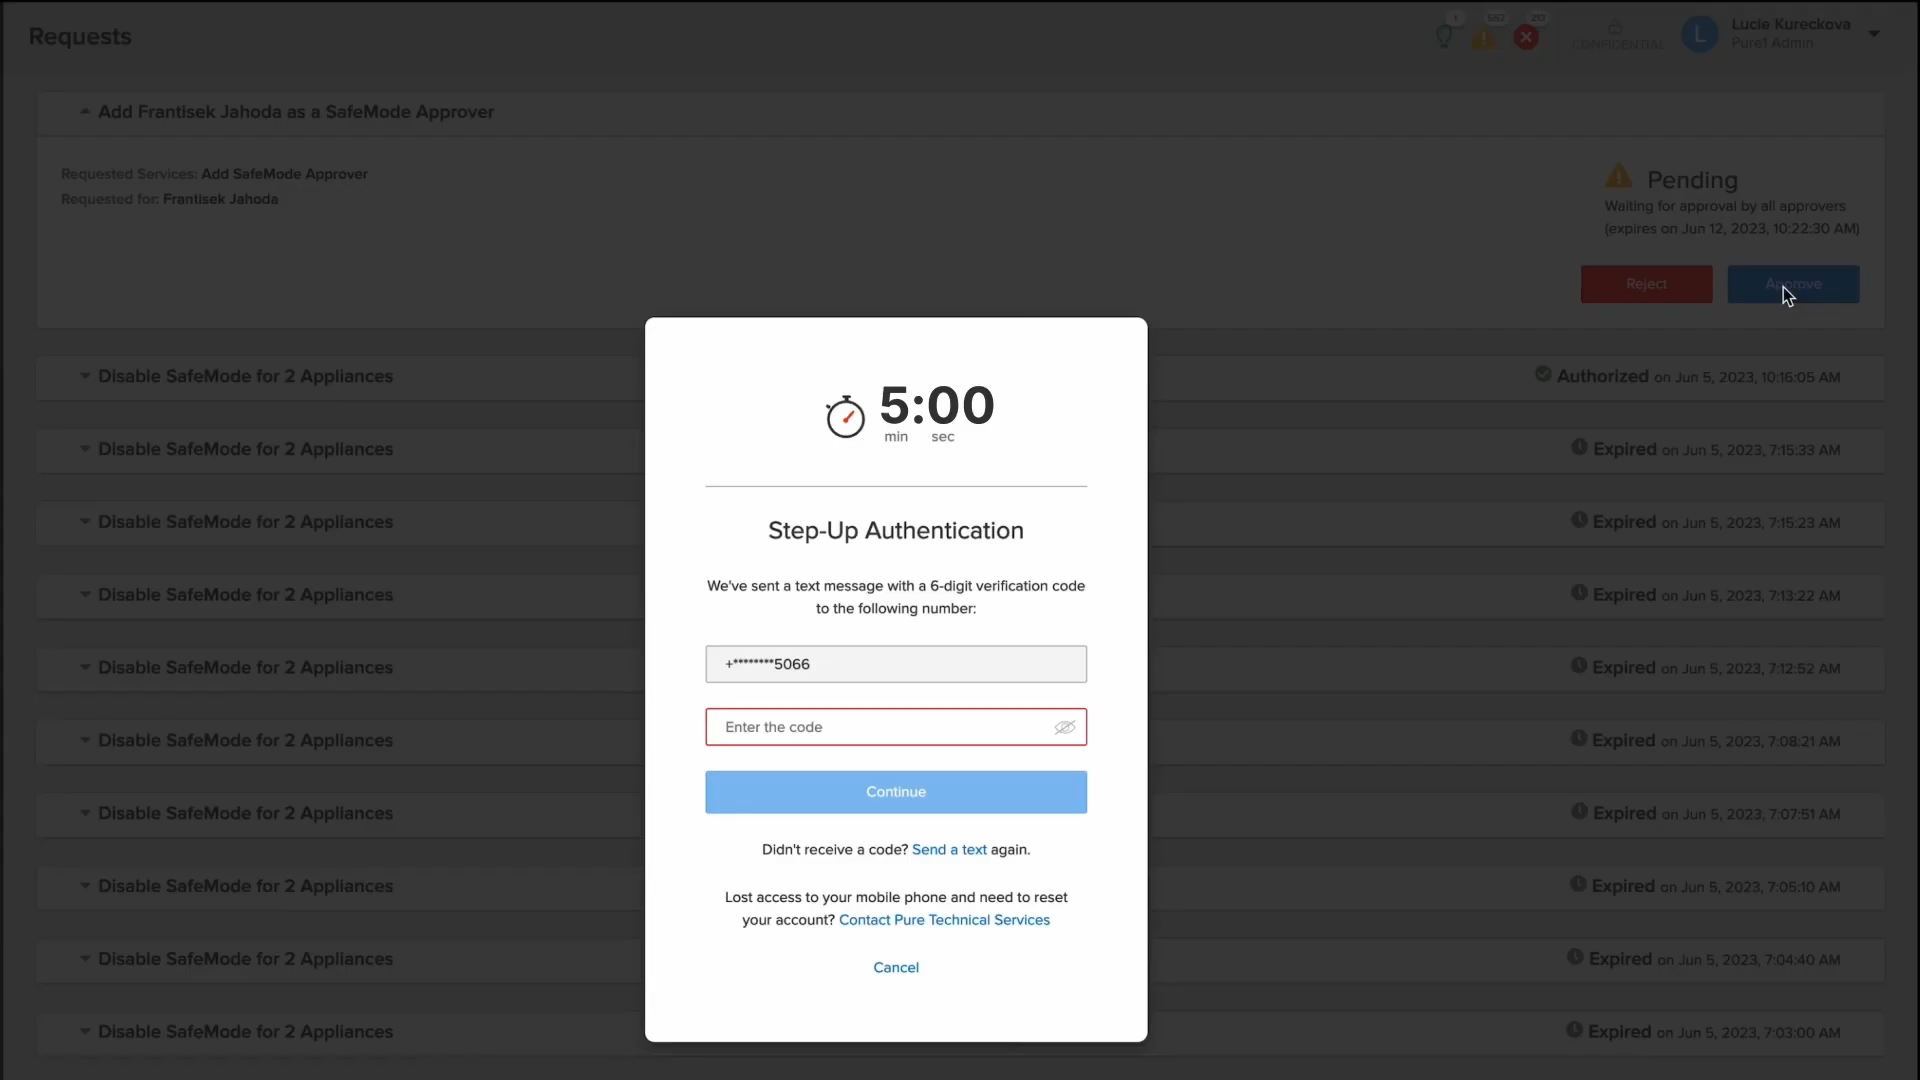 Requests
1
557
213
CONFIDENTIAL
L
Lucie Kureckova
Pure1 Admin
Add Frantisek Jahoda as a SafeMode Approver
Requested Services: Add SafeMode Approver
Requested for: Frantisek Jahoda
Pending
Waiting for approval by all approvers
(expires on Jun 12, 2023, 10:22:30 AM)
Reject
Approve
Disable SafeMode for 2 Appliances
Authorized on Jun 5, 2023, 10:16:05 AM
Disable SafeMode for 2 Appliances
Expired on Jun 5, 2023, 7:15:33 AM
Disable SafeMode for 2 Appliances
Expired on Jun 5, 2023, 7:15:23 AM
Disable SafeMode for 2 Appliances
Expired on Jun 5, 2023, 7:13:22 AM
Disable SafeMode for 2 Appliances
Expired on Jun 5, 2023, 7:12:52 AM
Disable SafeMode for 2 Appliances
Expired on Jun 5, 2023, 7:08:21 AM
Disable SafeMode for 2 Appliances
Expired on Jun 5, 2023, 7:07:51 AM
Disable SafeMode for 2 Appliances
Expired on Jun 5, 2023, 7:05:10 AM
Disable SafeMode for 2 Appliances
Expired on Jun 5, 2023, 7:04:40 AM
Disable SafeMode for 2 Appliances
Expired on Jun 5, 2023, 7:03:00 AM
5:00
min sec
Step-Up Authentication
We've sent a text message with a 6-digit verification code
to the following number:
+********5066
Enter the code
Continue
Didn't receive a code? Send a text again.
Lost access to your mobile phone and need to reset
your account? Contact Pure Technical Services
Cancel